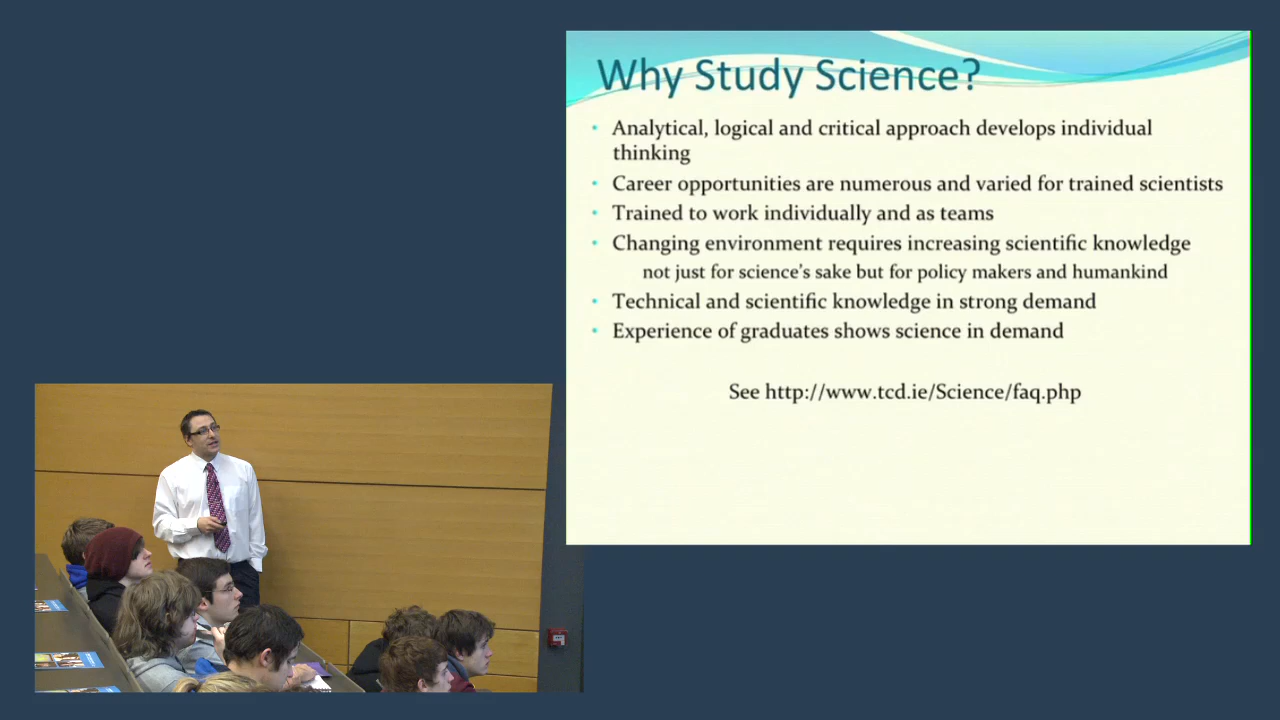 Why Study Science?
• Analytical, logical and critical approach develops individual
thinking
• Career opportunities are numerous and varied for trained scientists
• Trained to work individually and as teams
• Changing environment requires increasing scientific knowledge
not just for science's sake but for policy makers and humankind
• Technical and scientific knowledge in strong demand
• Experience of graduates shows science in demand
See http://www.tcd.ie/Science/faq.php